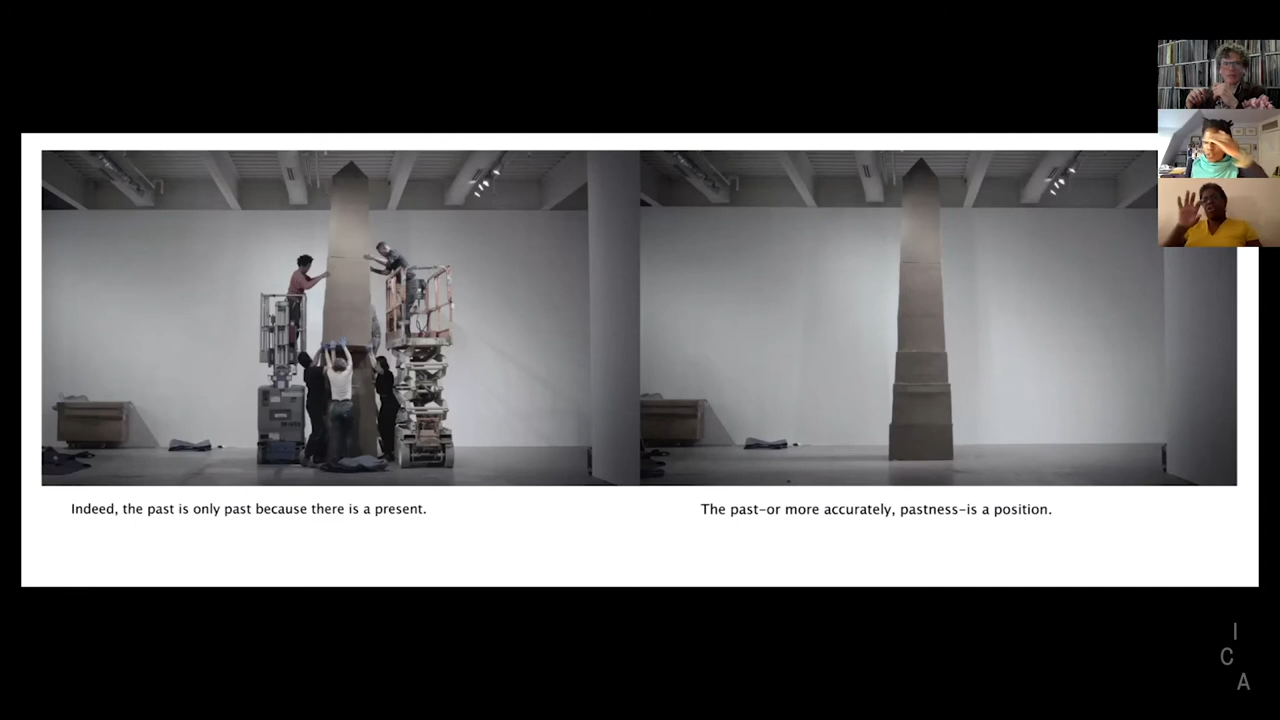 Indeed, the past is only past because there is a present.
The past–or more accurately, pastness–is a position.
I
C
A